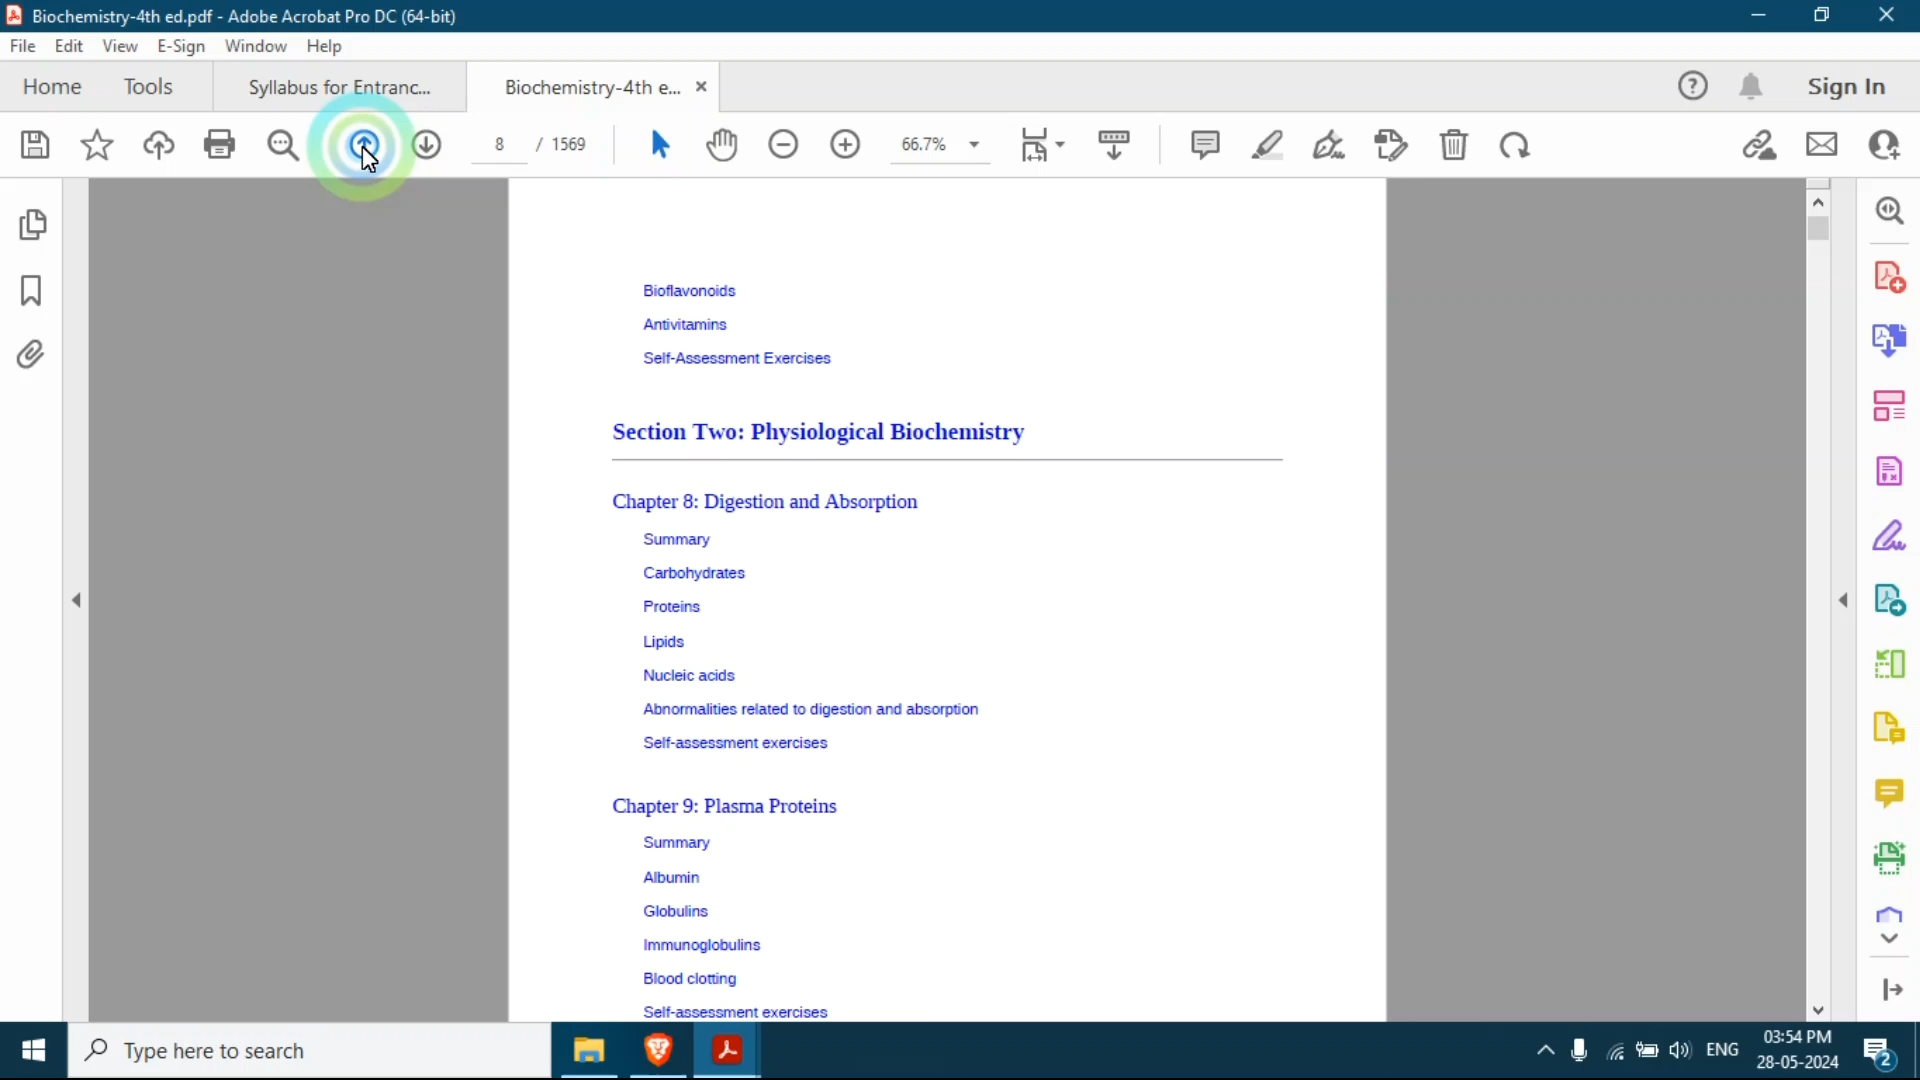 Biochemistry-4th ed.pdf - Adobe Acrobat Pro DC (64-bit)
File Edit View E-Sign Window Help
Home Tools Syllabus for Entranc... Biochemistry-4th e... Sign In
8 / 1569 66.7%
Bioflavonoids
Antivitamins
Self-Assessment Exercises
Section Two: Physiological Biochemistry
Chapter 8: Digestion and Absorption
Summary
Carbohydrates
Proteins
Lipids
Nucleic acids
Abnormalities related to digestion and absorption
Self-assessment exercises
Chapter 9: Plasma Proteins
Summary
Albumin
Globulins
Immunoglobulins
Blood clotting
Self-assessment exercises
Type here to search
ENG
03:54 PM
28-05-2024
2